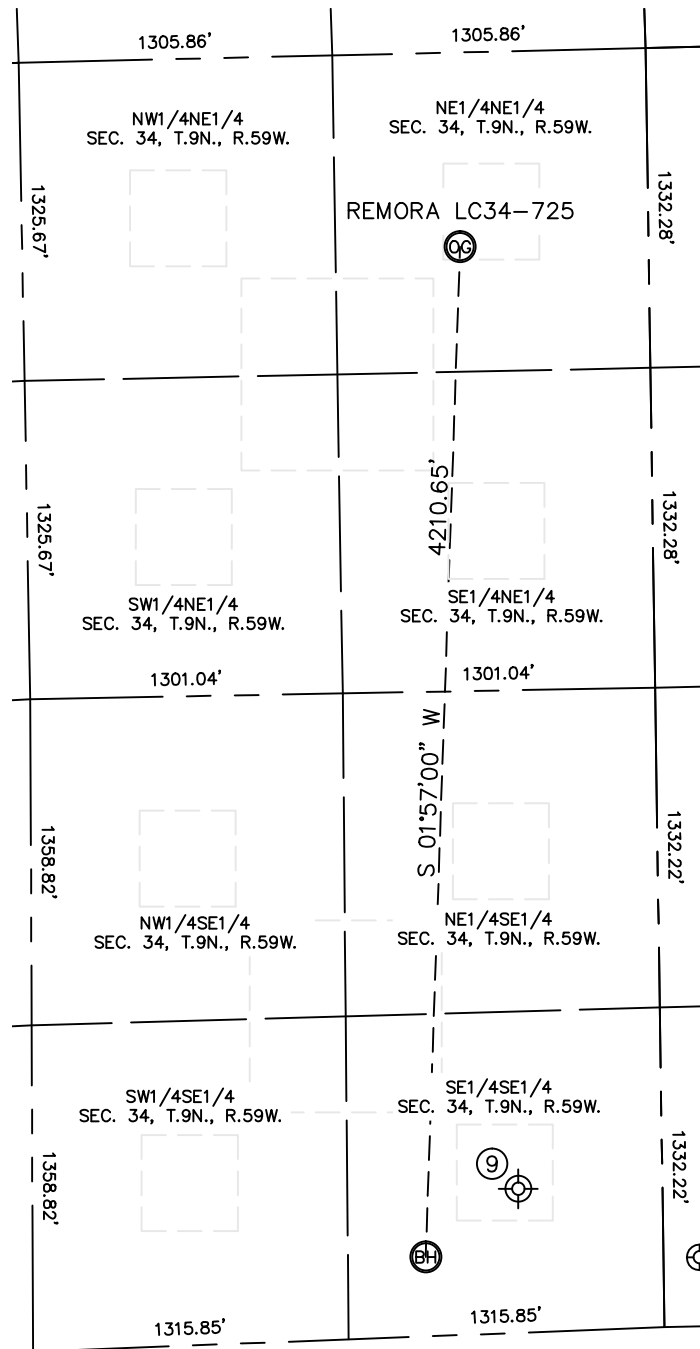 1305.86'
1305.86'
NW1/4NE1/4
SEC. 34, T.9N., R.59W.
NE1/4NE1/4
SEC. 34, T.9N., R.59W.
1325.67'
REMORA LC34-725
1332.28'
OG
1325.67'
4210.65'
1332.28'
SW1/4NE1/4
SEC. 34, T.9N., R.59W.
SE1/4NE1/4
SEC. 34, T.9N., R.59W.
1301.04'
1301.04'
S 01°57'00" W
1358.82'
1332.22'
NW1/4SE1/4
SEC. 34, T.9N., R.59W.
NE1/4SE1/4
SEC. 34, T.9N., R.59W.
SW1/4SE1/4
SEC. 34, T.9N., R.59W.
SE1/4SE1/4
SEC. 34, T.9N., R.59W.
1358.82'
9
1332.22'
BH
1315.85'
1315.85'